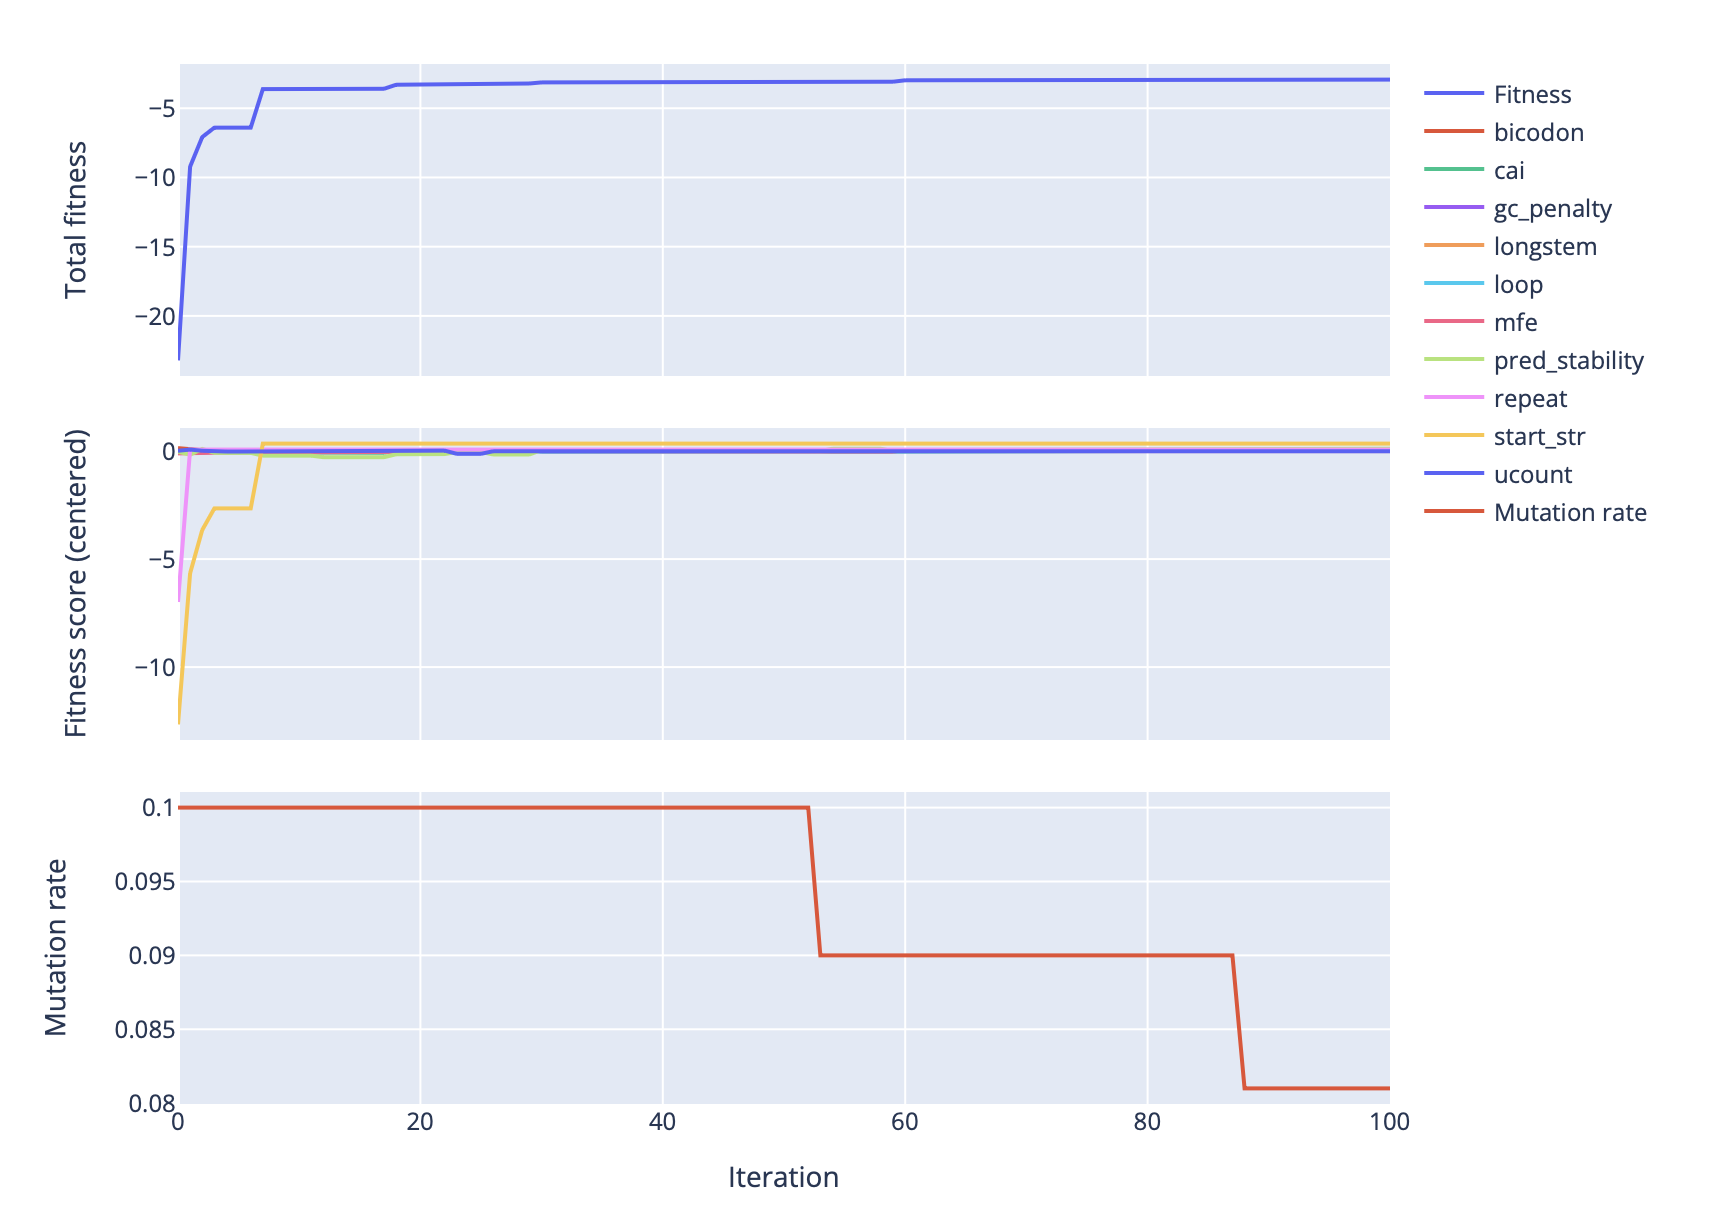 Total fitness
−5
−10
−15
−20
Fitness score (centered)
0
−5
−10
Mutation rate
0.1
0.095
0.09
0.085
0.08
0
20
40
60
80
100
Iteration
Fitness
bicodon
cai
gc_penalty
longstem
loop
mfe
pred_stability
repeat
start_str
ucount
Mutation rate